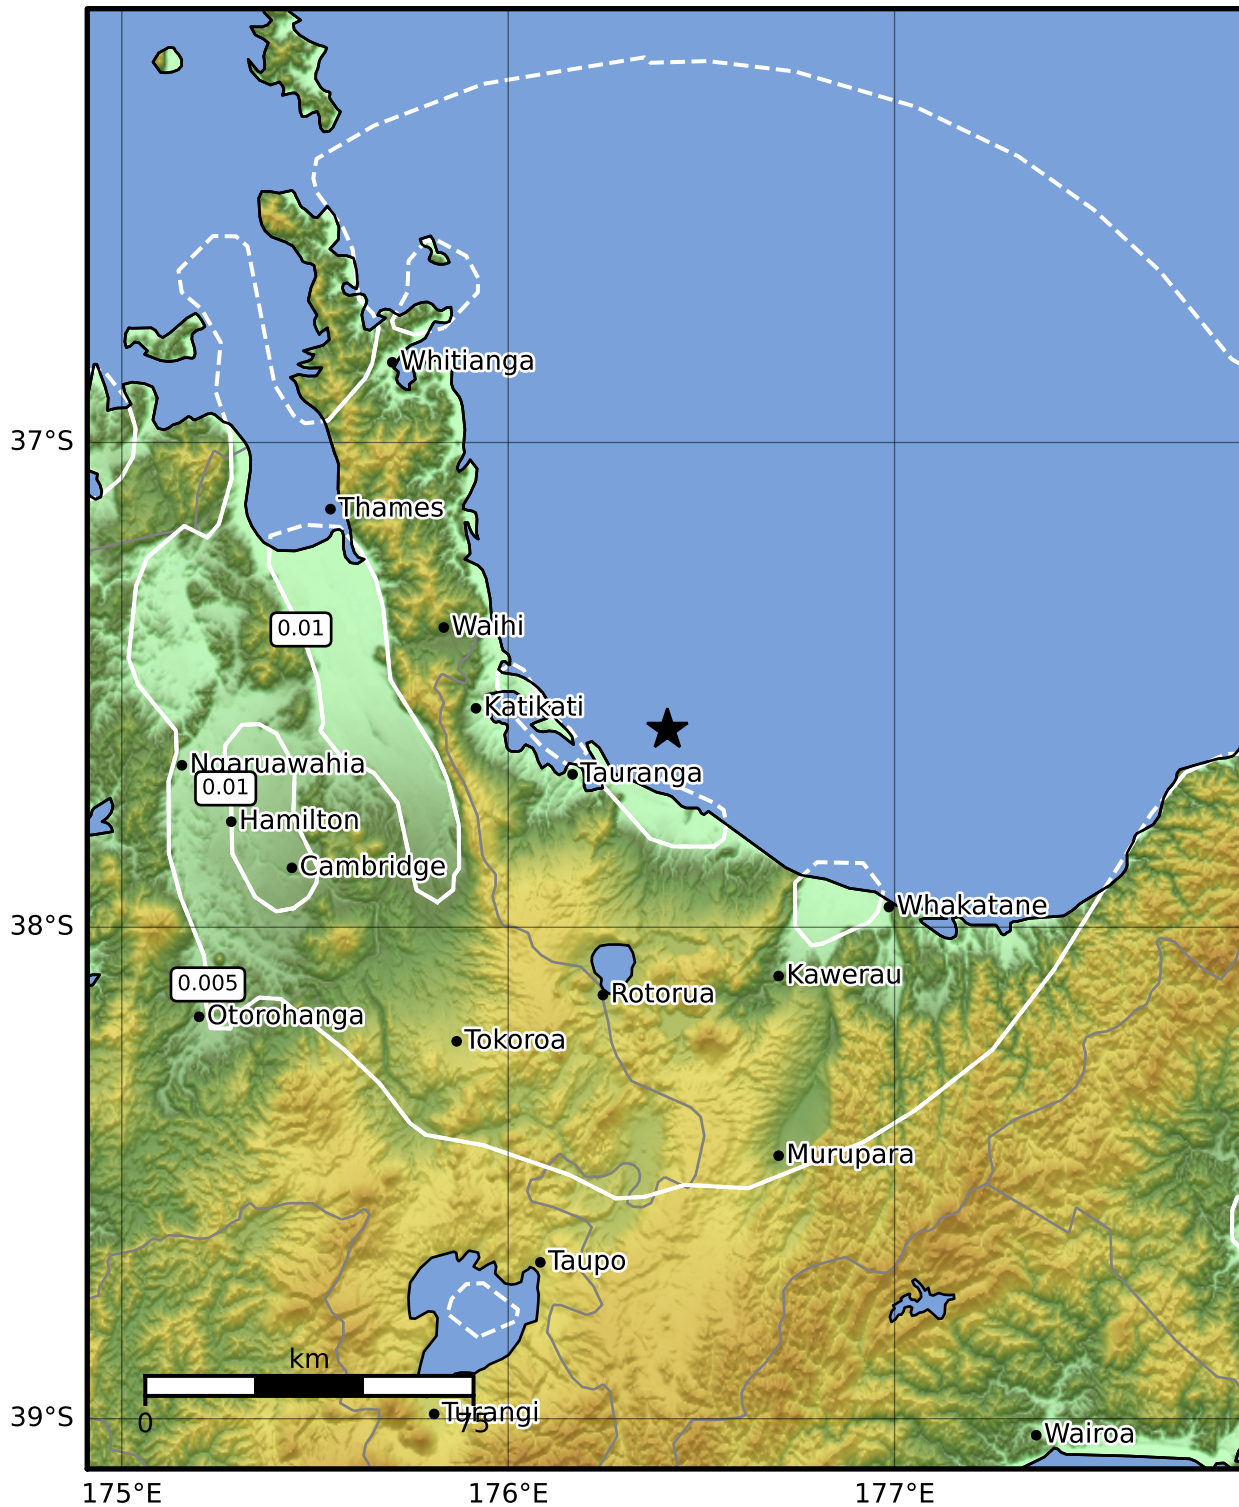 Whitianga
37°S
Thames
0.01
Waihi
Katikati
Ngaruawahia
Tauranga
0.01
Hamilton
Cambridge
Whakatane
38°S
Kawerau
0.005
Rotorua
Otorohanga
Tokoroa
Murupara
Taupo
km
0
75
39°S
Turangi
Wairoa
175°E
176°E
177°E